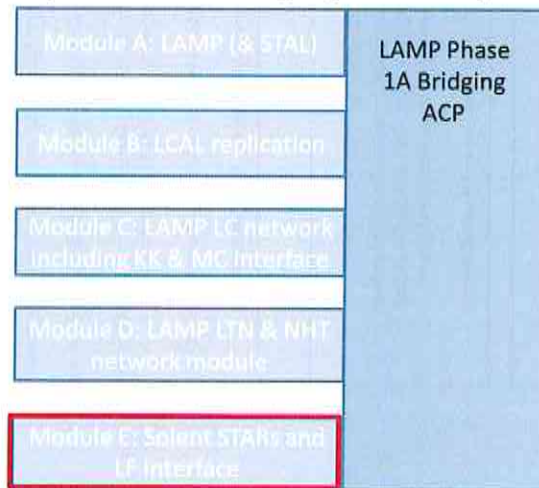 Module A: LAMP (& STAL)
LAMP Phase
1A Bridging
ACP
Module B: LCAL replication
Module C: LAMP LC network
including KK & MC Interface
Module D: LAMP LTN & NHT
network module
Module E: Solent STARs and
LF Interface